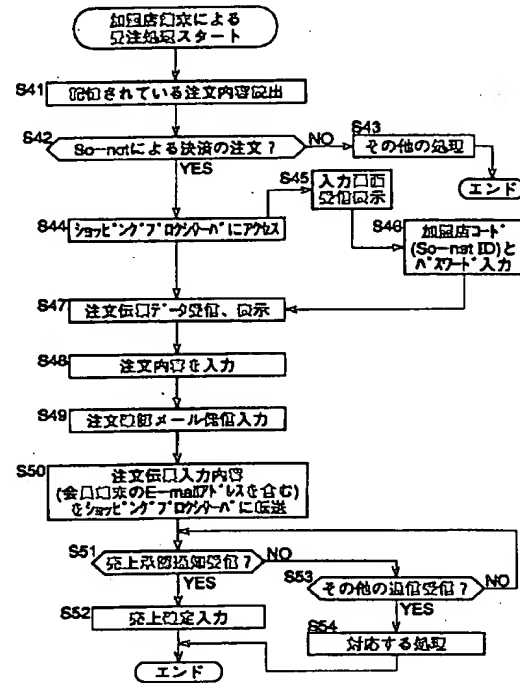 加盟店端末による
受注処理スタート
S41
記憶されている注文内容読出
S42
So-netによる決済の注文?
NO
S43
その他の処理
YES
エンド
S44
ショッピングプロクシサーバにアクセス
S45
入力画面
受信表示
S46
加盟店コード
(So-net ID)と
パスワード入力
S47
注文伝票データ受信、表示
S48
注文内容を入力
S49
注文確認メール
入力
S50
注文伝票入力内容
(会員端末のE-mailアドレスを含む)
をショッピングプロクシサーバに転送
S51
売上承認通知受信?
NO
YES
S53
その他の返信受信?
NO
YES
S52
売上確定入力
S54
対応する処理
エンド